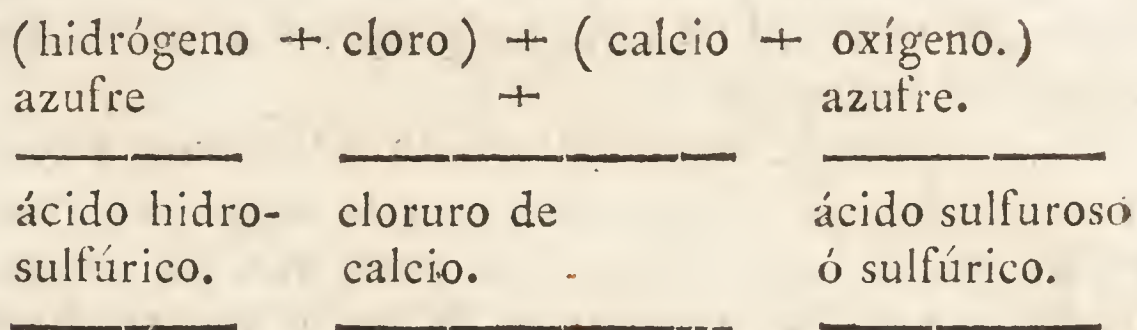 (hidrógeno + cloro) + (calcio + oxígeno.)
azufre + azufre.
ácido hidro- cloruro de ácido sulfuroso
sulfúrico. calcio. ó sulfúrico.